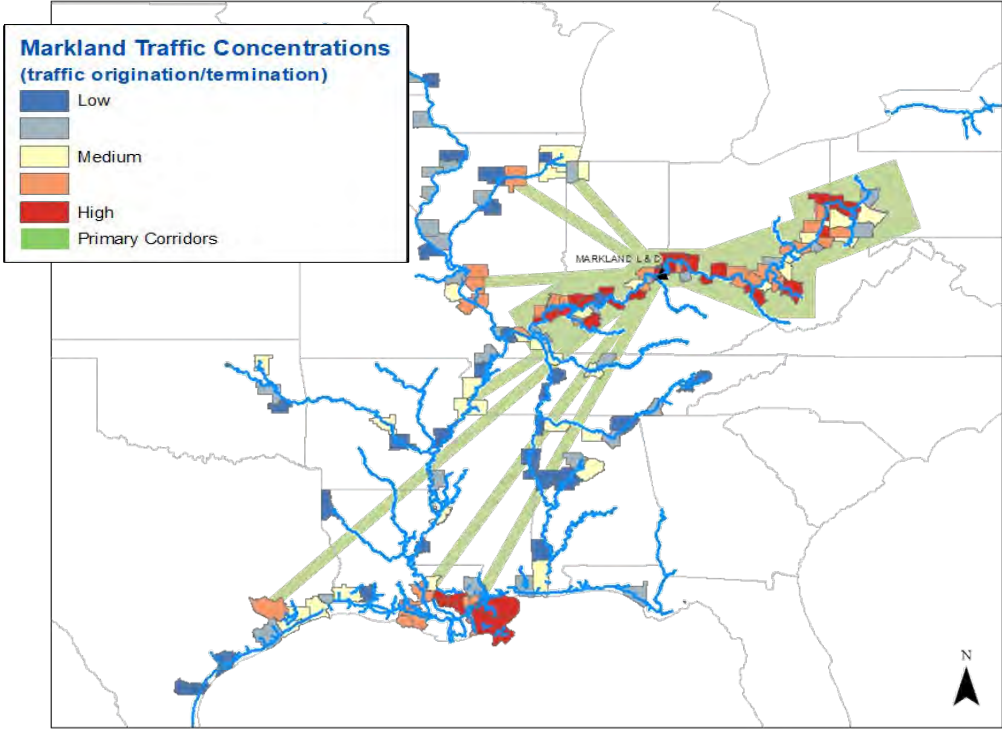 Markland Traffic Concentrations
(traffic origination/termination)
Low
Medium
High
Primary Corridors
MARKLAND L & D
N